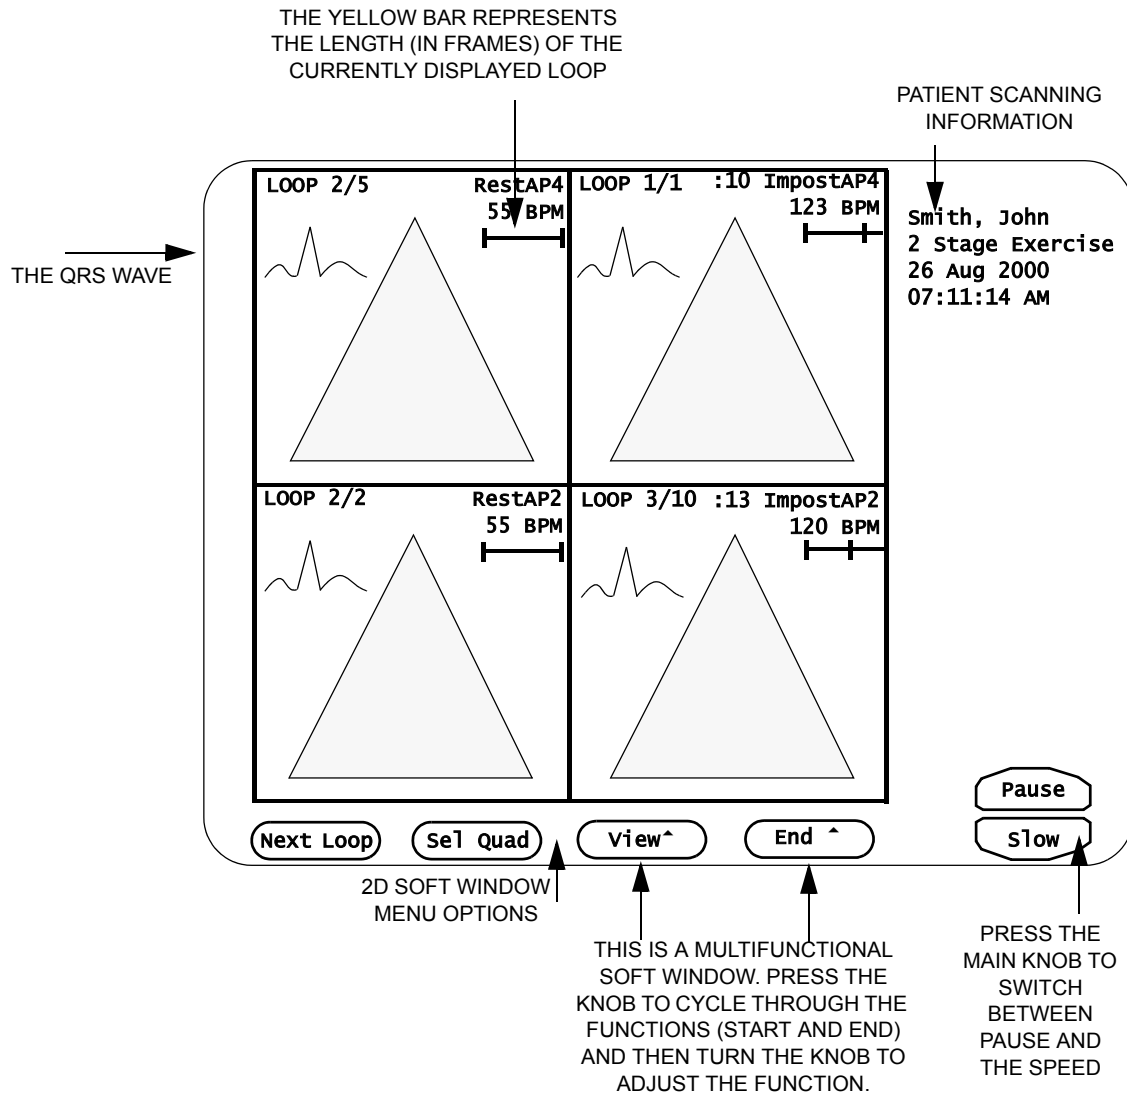 THE YELLOW BAR REPRESENTS
THE LENGTH (IN FRAMES) OF THE
CURRENTLY DISPLAYED LOOP
PATIENT SCANNING
INFORMATION
THE QRS WAVE
LOOP 2/5 RestAP4
55 BPM
LOOP 1/1 :10 ImpostAP4
123 BPM
Smith, John
2 Stage Exercise
26 Aug 2000
07:11:14 AM
LOOP 2/2 RestAP2
55 BPM
LOOP 3/10 :13 ImpostAP2
120 BPM
Next Loop
Sel Quad
View
End
Pause
Slow
2D SOFT WINDOW
MENU OPTIONS
THIS IS A MULTIFUNCTIONAL
SOFT WINDOW. PRESS THE
KNOB TO CYCLE THROUGH THE
FUNCTIONS (START AND END)
AND THEN TURN THE KNOB TO
ADJUST THE FUNCTION.
PRESS THE
MAIN KNOB TO
SWITCH
BETWEEN
PAUSE AND
THE SPEED